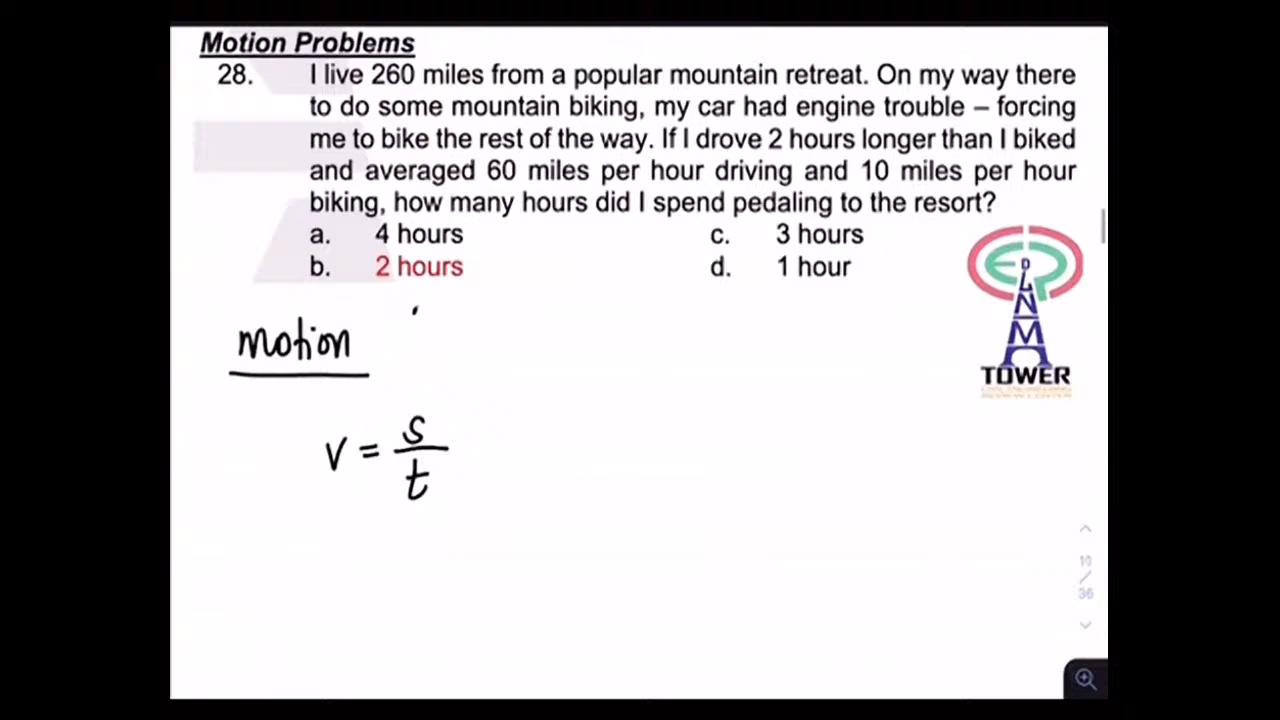 Motion Problems
28. I live 260 miles from a popular mountain retreat. On my way there
to do some mountain biking, my car had engine trouble – forcing
me to bike the rest of the way. If I drove 2 hours longer than I biked
and averaged 60 miles per hour driving and 10 miles per hour
biking, how many hours did I spend pedaling to the resort?
a. 4 hours c. 3 hours
b. 2 hours d. 1 hour
motion
v = s
t
TOWER
10
/
36